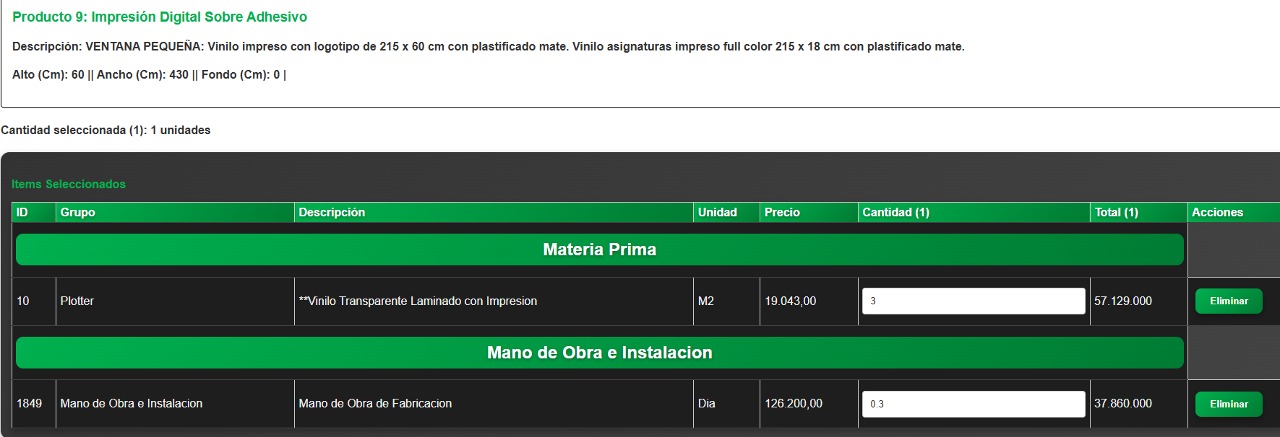 Producto 9: Impresión Digital Sobre Adhesivo
Descripción: VENTANA PEQUEÑA: Vinilo impreso con logotipo de 215 x 60 cm con plastificado mate. Vinilo asignaturas impreso full color 215 x 18 cm con plastificado mate.
Alto (Cm): 60 || Ancho (Cm): 430 || Fondo (Cm): 0 |
Cantidad seleccionada (1): 1 unidades
Items Seleccionados
ID Grupo Descripción Unidad Precio Cantidad (1) Total (1) Acciones
Materia Prima
10 Plotter **Vinilo Transparente Laminado con Impresion M2 19.043,00 3 57.129.000 Eliminar
Mano de Obra e Instalacion
1849 Mano de Obra e Instalacion Mano de Obra de Fabricacion Dia 126.200,00 0.3 37.860.000 Eliminar